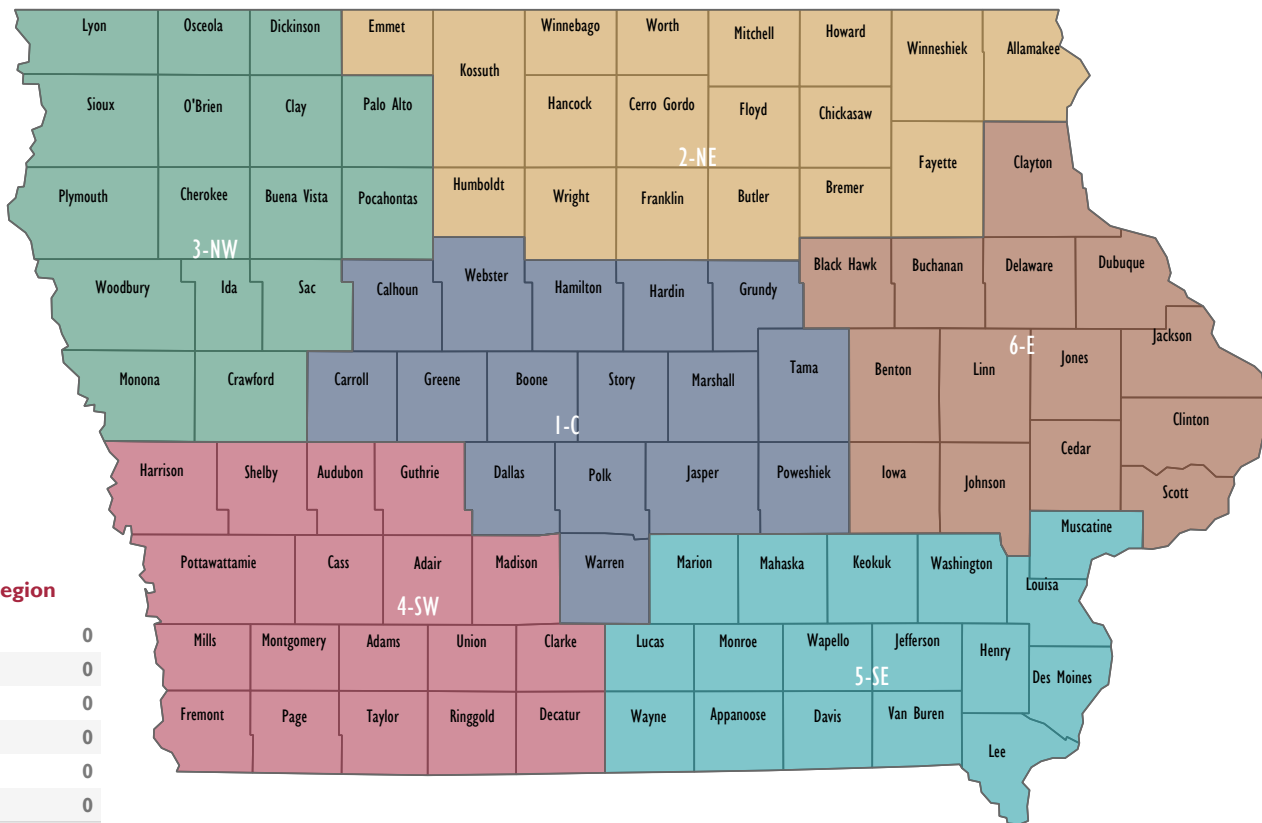 Lyon Osceola Dickinson Emmet Kossuth Winnebago Worth Mitchell Howard Winneshiek Allamakee
Sioux O'Brien Clay Palo Alto Hancock Cerro Gordo Floyd Chickasaw
2-NE Fayette Clayton
Plymouth Cherokee Buena Vista Pocahontas Humboldt Wright Franklin Butler Bremer
3-NW
Woodbury Ida Sac Calhoun Webster Hamilton Hardin Grundy Black Hawk Buchanan Delaware Dubuque
6-E Jackson
Monona Crawford Carroll Greene Boone Story Marshall Tama Benton Linn Jones
1-C Clinton
Harrison Shelby Audubon Guthrie Dallas Polk Jasper Poweshiek Iowa Johnson Cedar
Scott
Muscatine
Pottawattamie Cass Adair Madison Warren Marion Mahaska Keokuk Washington Louisa
egion
4-SW
0
Mills Montgomery Adams Union Clarke Lucas Monroe Wapello Jefferson Henry
0
5-SE Des Moines
0
Fremont Page Taylor Ringgold Decatur Wayne Appanoose Davis Van Buren
0
Lee
0
0